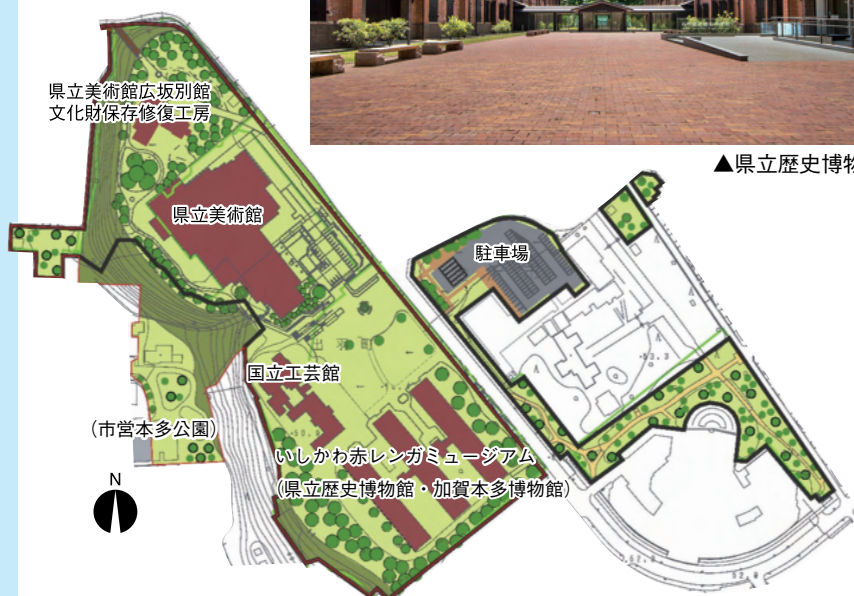 県立美術館広坂別館
文化財保存修復工房
▲県立歴史博物
県立美術館
駐車場
国立工芸館
(市営本多公園)
いしかわ赤レンガミュージアム
(県立歴史博物館・加賀本多博物館)
N